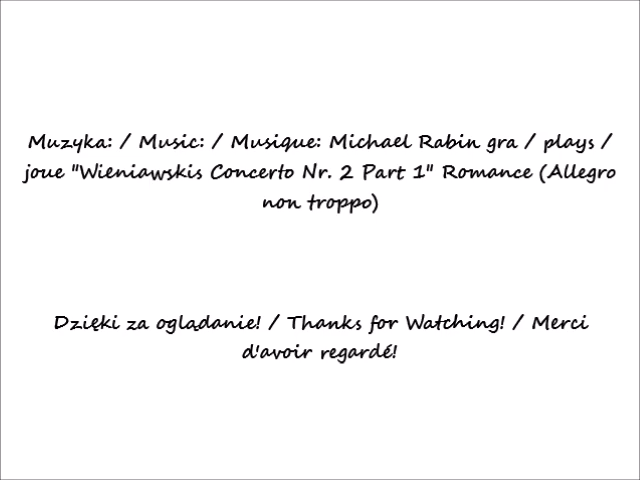 Muzyka: / Music: / Musique: Michael Rabin gra / plays /
joue "Wieniawskis Concerto Nr. 2 Part 1" Romance (Allegro
non troppo)
Dzięki za oglądanie! / Thanks for Watching! / Merci
d'avoir regardé!